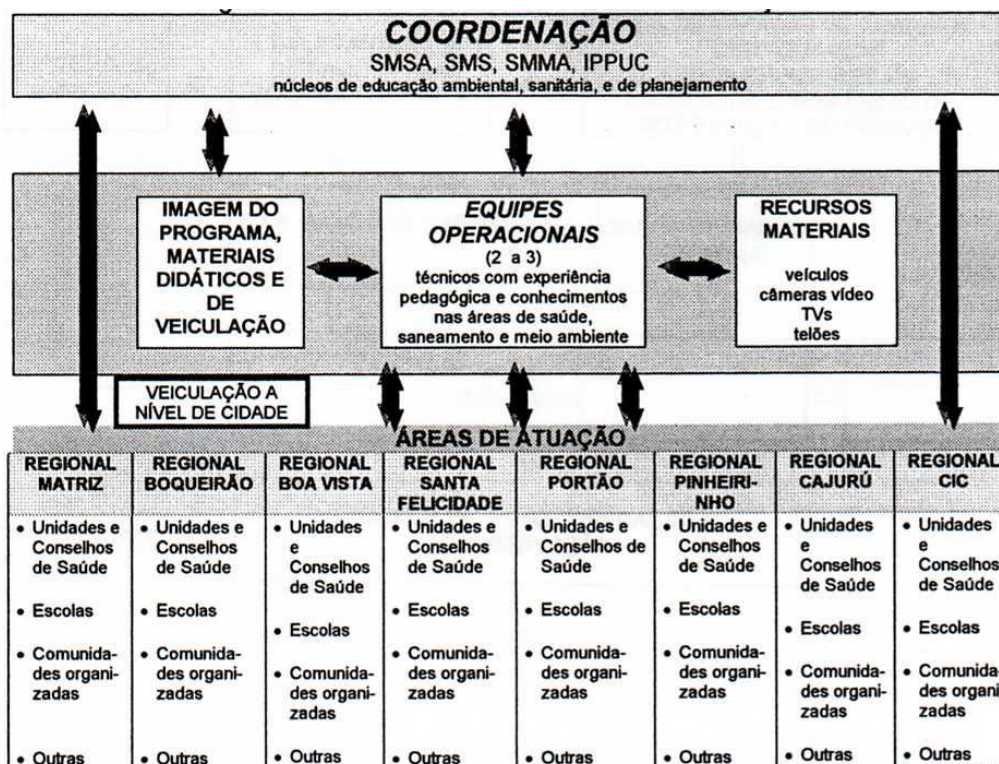 COORDENAÇÃO
SMSA, SMS, SMMA, IPPUC
núcleos de educação ambiental, sanitária, e de planejamento
IMAGEM DO
PROGRAMA,
MATERIAIS
DIDÁTICOS E
DE
VEICULAÇÃO
EQUIPES
OPERACIONAIS
(2 a 3)
técnicos com experiência
pedagógica e conhecimentos
nas áreas de saúde,
saneamento e meio ambiente
RECURSOS
MATERIAIS
veículos
câmeras vídeo
TVs
telões
VEICULAÇÃO A
NÍVEL DE CIDADE
ÁREAS DE ATUAÇÃO
REGIONAL
MATRIZ
• Unidades e
Conselhos
de Saúde
• Escolas
• Comunida-
des organi-
zadas
• Outras
REGIONAL
BOQUEIRÃO
• Unidades e
Conselhos
de Saúde
• Escolas
• Comunida-
des organi-
zadas
• Outras
REGIONAL
BOA VISTA
• Unidades
e
Conselhos
de Saúde
• Escolas
• Comunida-
des organi-
zadas
• Outras
REGIONAL
SANTA
FELICIDADE
• Unidades e
Conselhos
de Saúde
• Escolas
• Comunida-
des organi-
zadas
• Outras
REGIONAL
PORTÃO
• Unidades e
Conselhos de
Saúde
• Escolas
• Comunida-
des organi-
zadas
• Outras
REGIONAL
PINHEIRI-
NHO
• Unidades e
Conselhos
de Saúde
• Escolas
• Comunida-
des organi-
zadas
• Outras
REGIONAL
CAJURÚ
• Unidades
e
Conselhos
de Saúde
• Escolas
• Comunida-
des organi-
zadas
• Outras
REGIONAL
CIC
• Unidades
e
Conselhos
de Saúde
• Escolas
• Comunida-
des organi-
zadas
• Outras